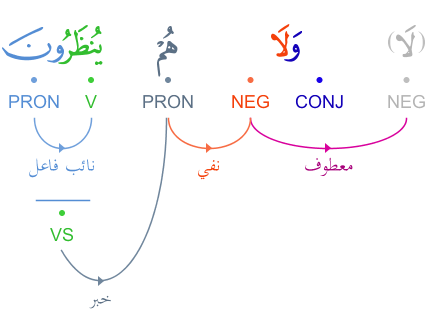 (لَا) وَلَا هُمْ يُنظَرُونَ
NEG CONJ NEG PRON V PRON
معطوف نفي نائب فاعل
VS
خبر